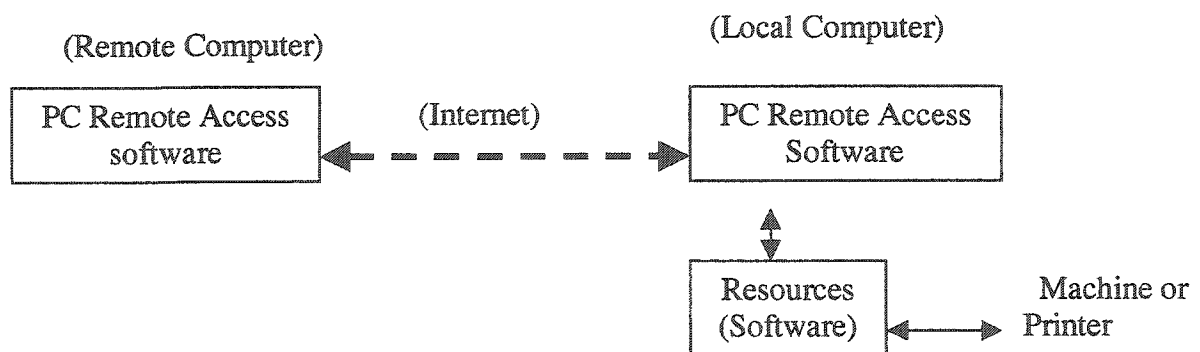 (Remote Computer)
(Local Computer)
PC Remote Access
software
(Internet)
PC Remote Access
Software
Resources
(Software)
Machine or
Printer